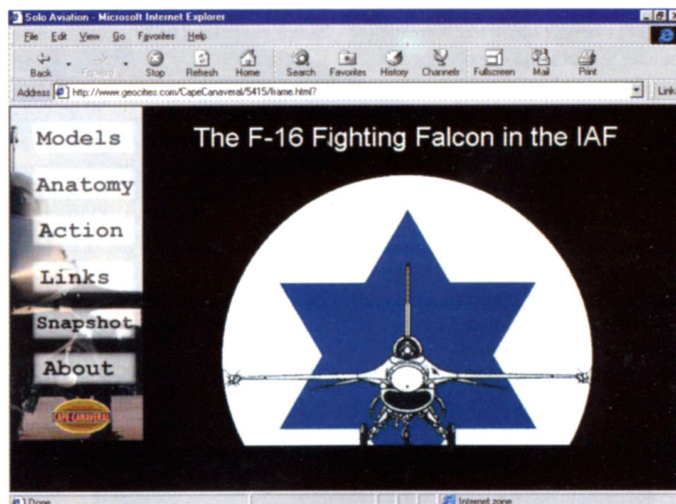 Solo Aviation - Microsoft Internet Explorer
File Edit View Go Favorites Help
Back Forward Stop Refresh Home Search Favorites History Channels Fullscreen Mail Print
Address http://www.geocites.com/CapeCanaveral/5415/frame.html? Link
The F-16 Fighting Falcon in the IAF
Models
Anatomy
Action
Links
Snapshot
About
CAPE CANAVERAL
Done Internet zone